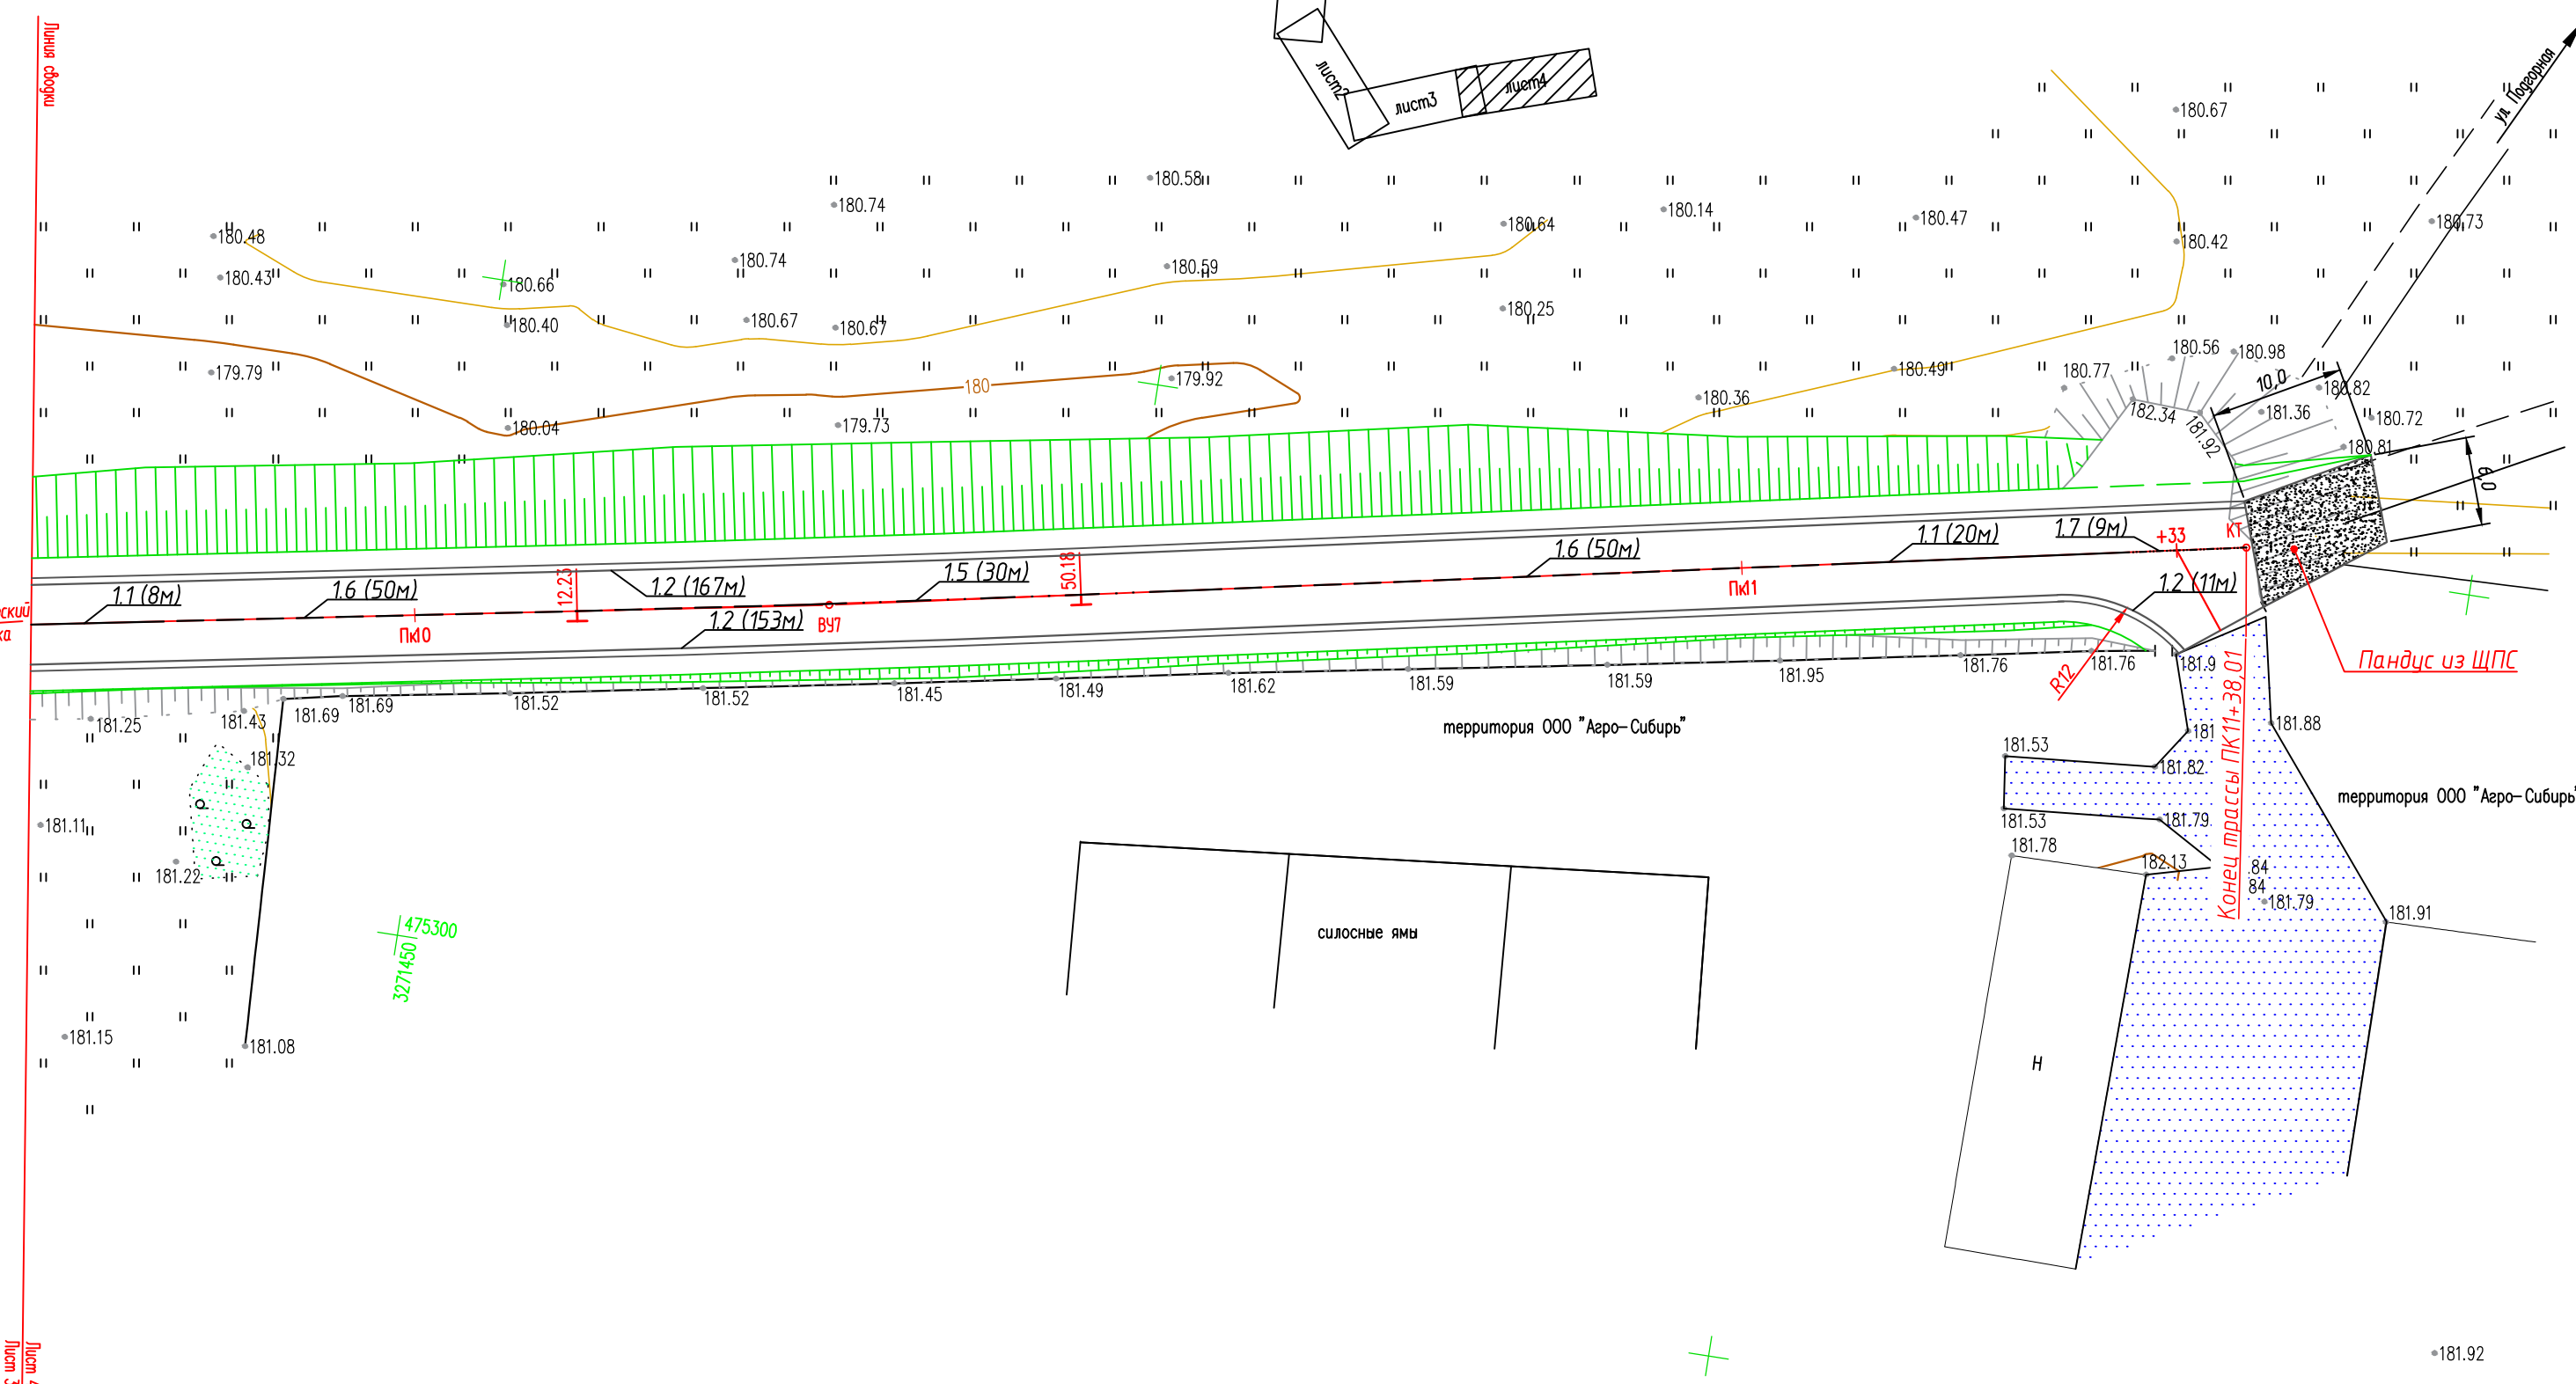 Линия сводки
лист2
лист3
лист4
ул. Подгорная
180.67
180.58
180.74
180.48
180.43
180.66
180.40
180.74
180.67
180.67
180.59
180.64
180.14
180.47
180.42
180.73
180.25
179.79
180.04
179.73
180
179.92
180.36
180.49
180.77
180.56
180.98
10,0
180.82
182.34
181.92
181.36
180.72
180.81
6,0
1.1 (8м)
1.6 (50м)
12.23
1.2 (167м)
1.5 (30м)
50.18
1.6 (50м)
1.1 (20м)
1.7 (9м)
+33
КТ
Пк10
1.2 (153м)
ВУ7
Пк11
1.2 (11м)
R12
Пандус из ЩПС
181.25
181.43
181.69
181.69
181.52
181.52
181.45
181.49
181.62
181.59
181.59
181.95
181.76
181.76
181.9
территория ООО "Агро-Сибирь"
181
181.88
181.32
181.53
181.82
территория ООО "Агро-Сибирь"
181.11
181.53
181.79
Р
Р
Р
181.22
181.78
182.13
84
84
181.79
181.91
Конец трассы ПК11+38,01
475300
3271450
силосные ямы
181.15
181.08
Н
181.92
Лист 3